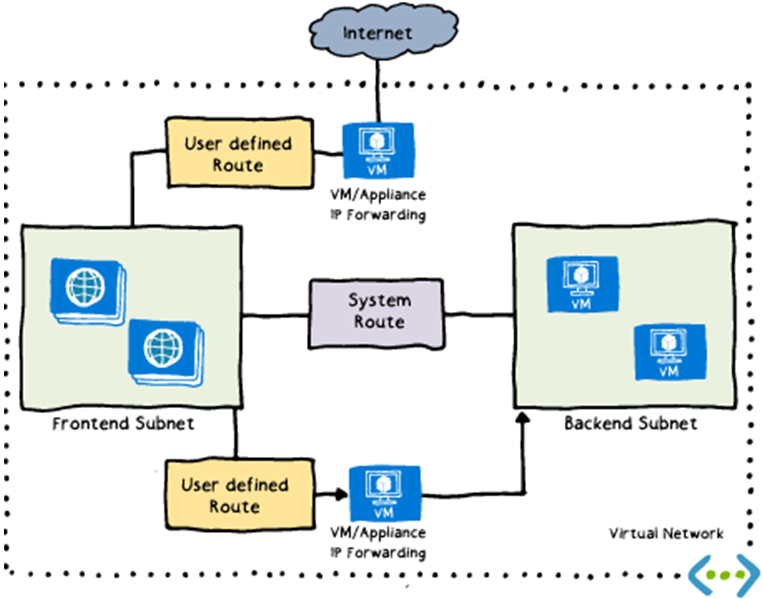 Internet
User defined
Route
VM
VM/Appliance
IP Forwarding
System
Route
VM
VM
Frontend Subnet
Backend Subnet
User defined
Route
VM
VM/Appliance
IP Forwarding
Virtual Network